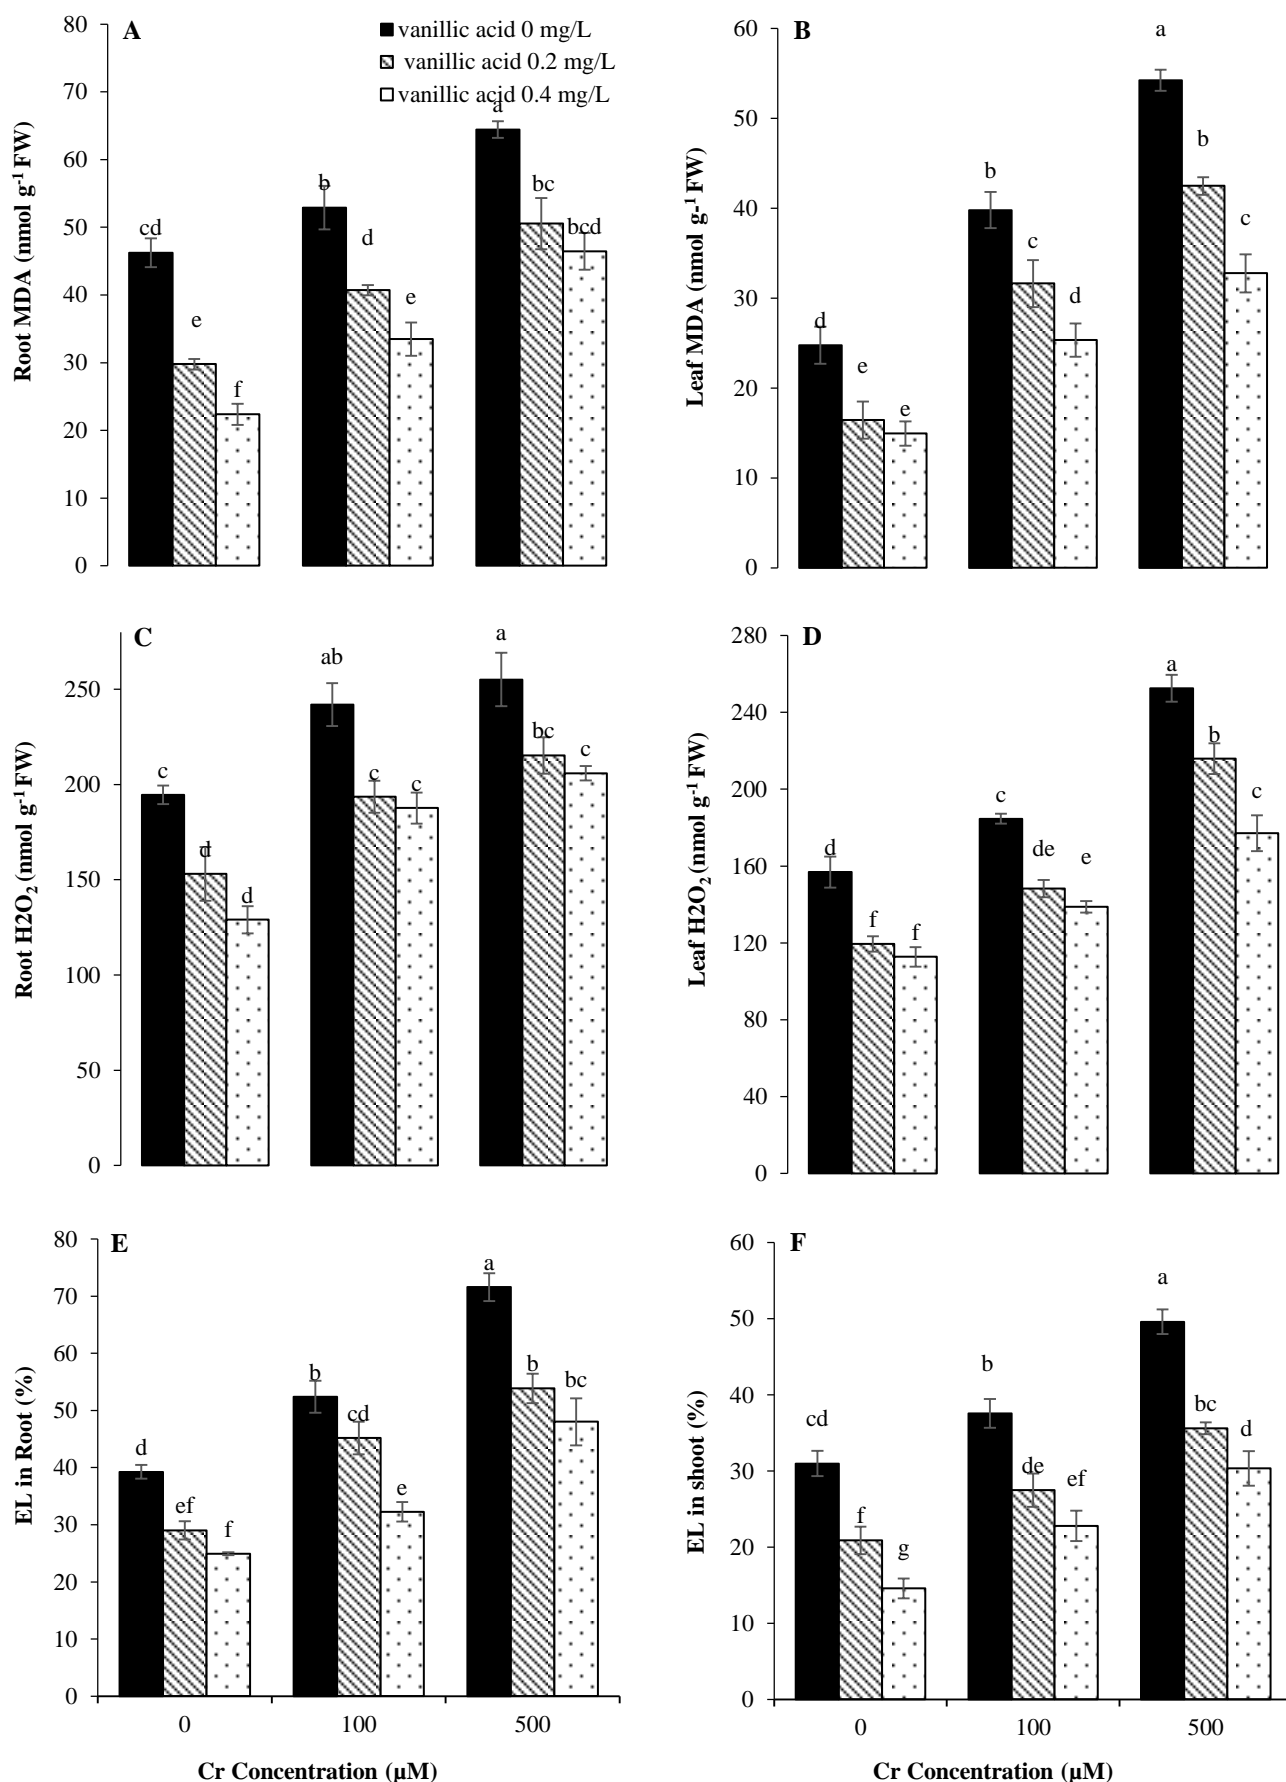 A
vanillic acid 0 mg/L
vanillic acid 0.2 mg/L
vanillic acid 0.4 mg/L
Root MDA (nmol g-1 FW)
80
70
60
50
40
30
20
10
0
cd
e
f
b
d
e
a
bc
bcd
B
Leaf MDA (nmol g-1 FW)
60
50
40
30
20
10
0
d
e
e
b
c
d
a
b
c
C
Root H2O2 (nmol g-1 FW)
250
200
150
100
50
0
c
d
d
ab
c
c
a
bc
c
D
Leaf H2O2 (nmol g-1 FW)
280
240
200
160
120
80
40
0
d
f
f
c
de
e
a
b
c
E
EL in Root (%)
80
70
60
50
40
30
20
10
0
d
ef
f
b
cd
e
a
b
bc
0 100 500
Cr Concentration (µM)
F
EL in shoot (%)
60
50
40
30
20
10
0
cd
f
g
b
de
ef
a
bc
d
0 100 500
Cr Concentration (µM)